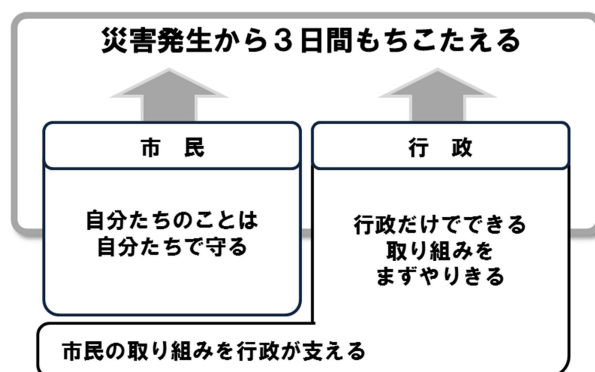 災害発生から３日間もちこたえる
市　民
自分たちのことは
自分たちで守る
行　政
行政だけでできる
取り組みを
まずやりきる
市民の取り組みを行政が支える